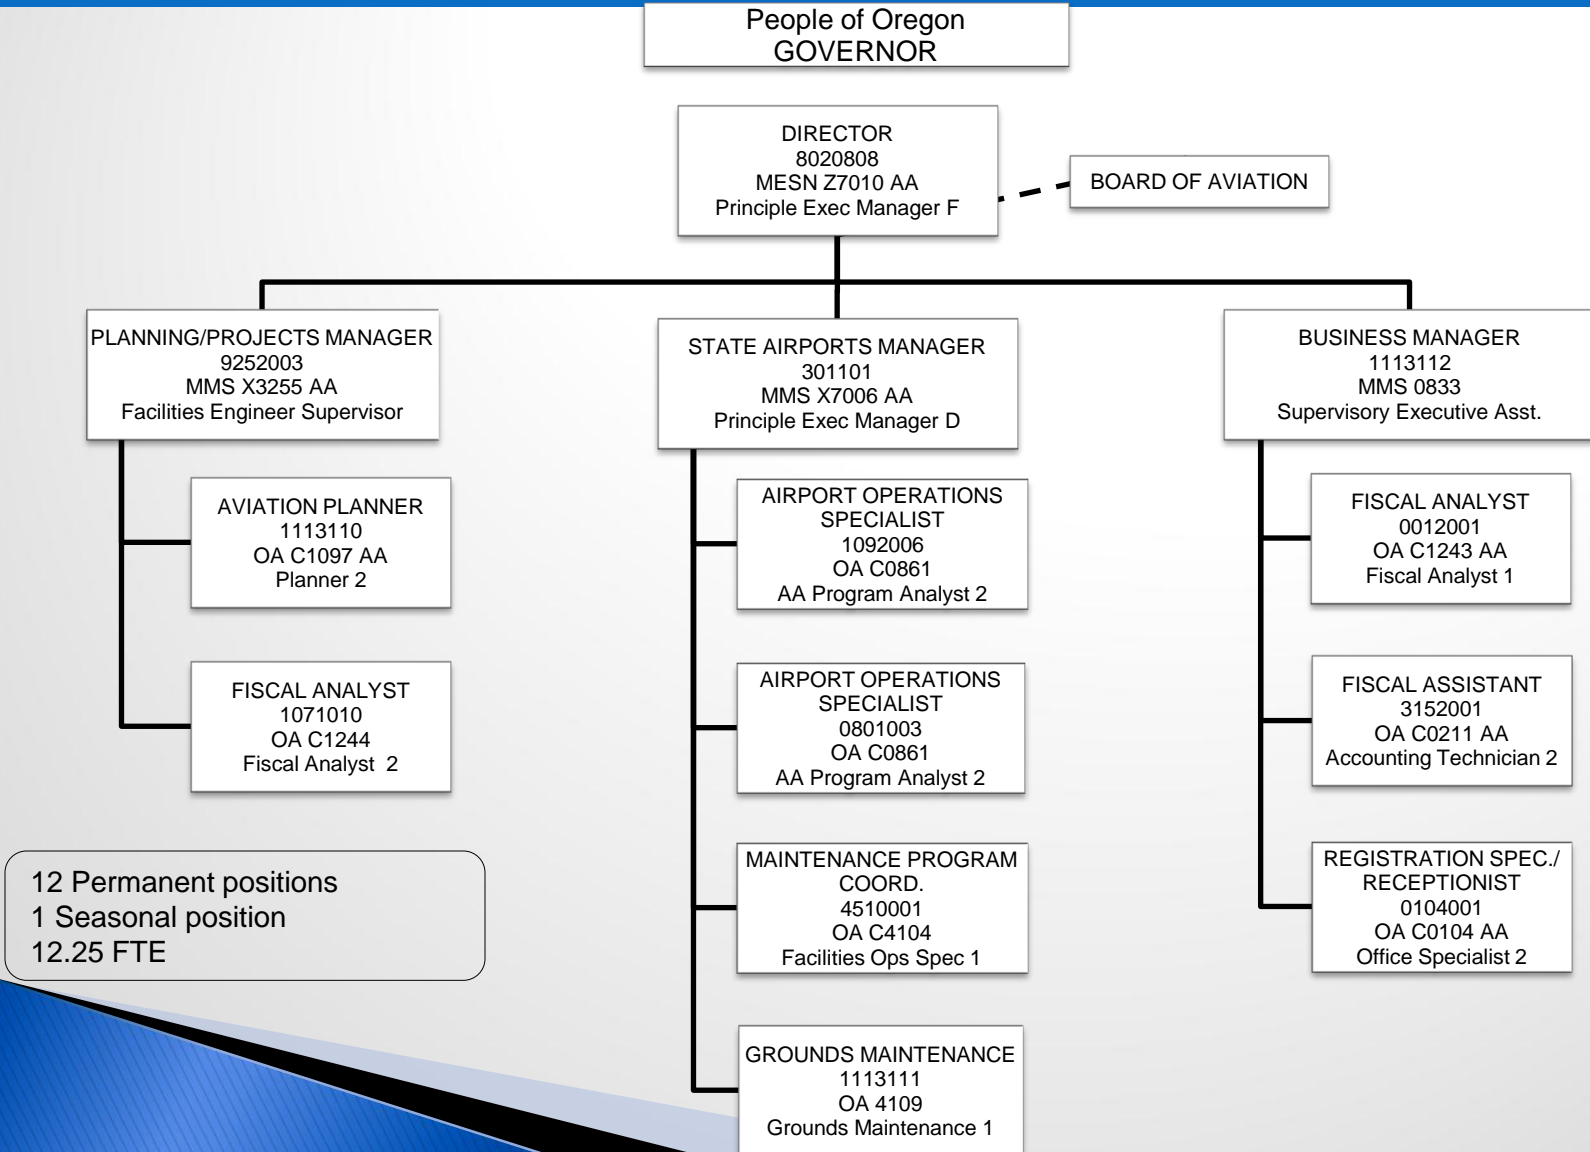 People of Oregon
GOVERNOR
DIRECTOR
8020808
MESN Z7010 AA
Principle Exec Manager F
BOARD OF AVIATION
PLANNING/PROJECTS MANAGER
9252003
MMS X3255 AA
Facilities Engineer Supervisor
STATE AIRPORTS MANAGER
301101
MMS X7006 AA
Principle Exec Manager D
BUSINESS MANAGER
1113112
MMS 0833
Supervisory Executive Asst.
AVIATION PLANNER
1113110
OA C1097 AA
Planner 2
FISCAL ANALYST
1071010
OA C1244
Fiscal Analyst  2
AIRPORT OPERATIONS
SPECIALIST
1092006
OA C0861
AA Program Analyst 2
AIRPORT OPERATIONS
SPECIALIST
0801003
OA C0861
AA Program Analyst 2
MAINTENANCE PROGRAM
COORD.
4510001
OA C4104
Facilities Ops Spec 1
GROUNDS MAINTENANCE
1113111
OA 4109
Grounds Maintenance 1
FISCAL ANALYST
0012001
OA C1243 AA
Fiscal Analyst 1
FISCAL ASSISTANT
3152001
OA C0211 AA
Accounting Technician 2
REGISTRATION SPEC./
RECEPTIONIST
0104001
OA C0104 AA
Office Specialist 2
12 Permanent positions
1 Seasonal position
12.25 FTE